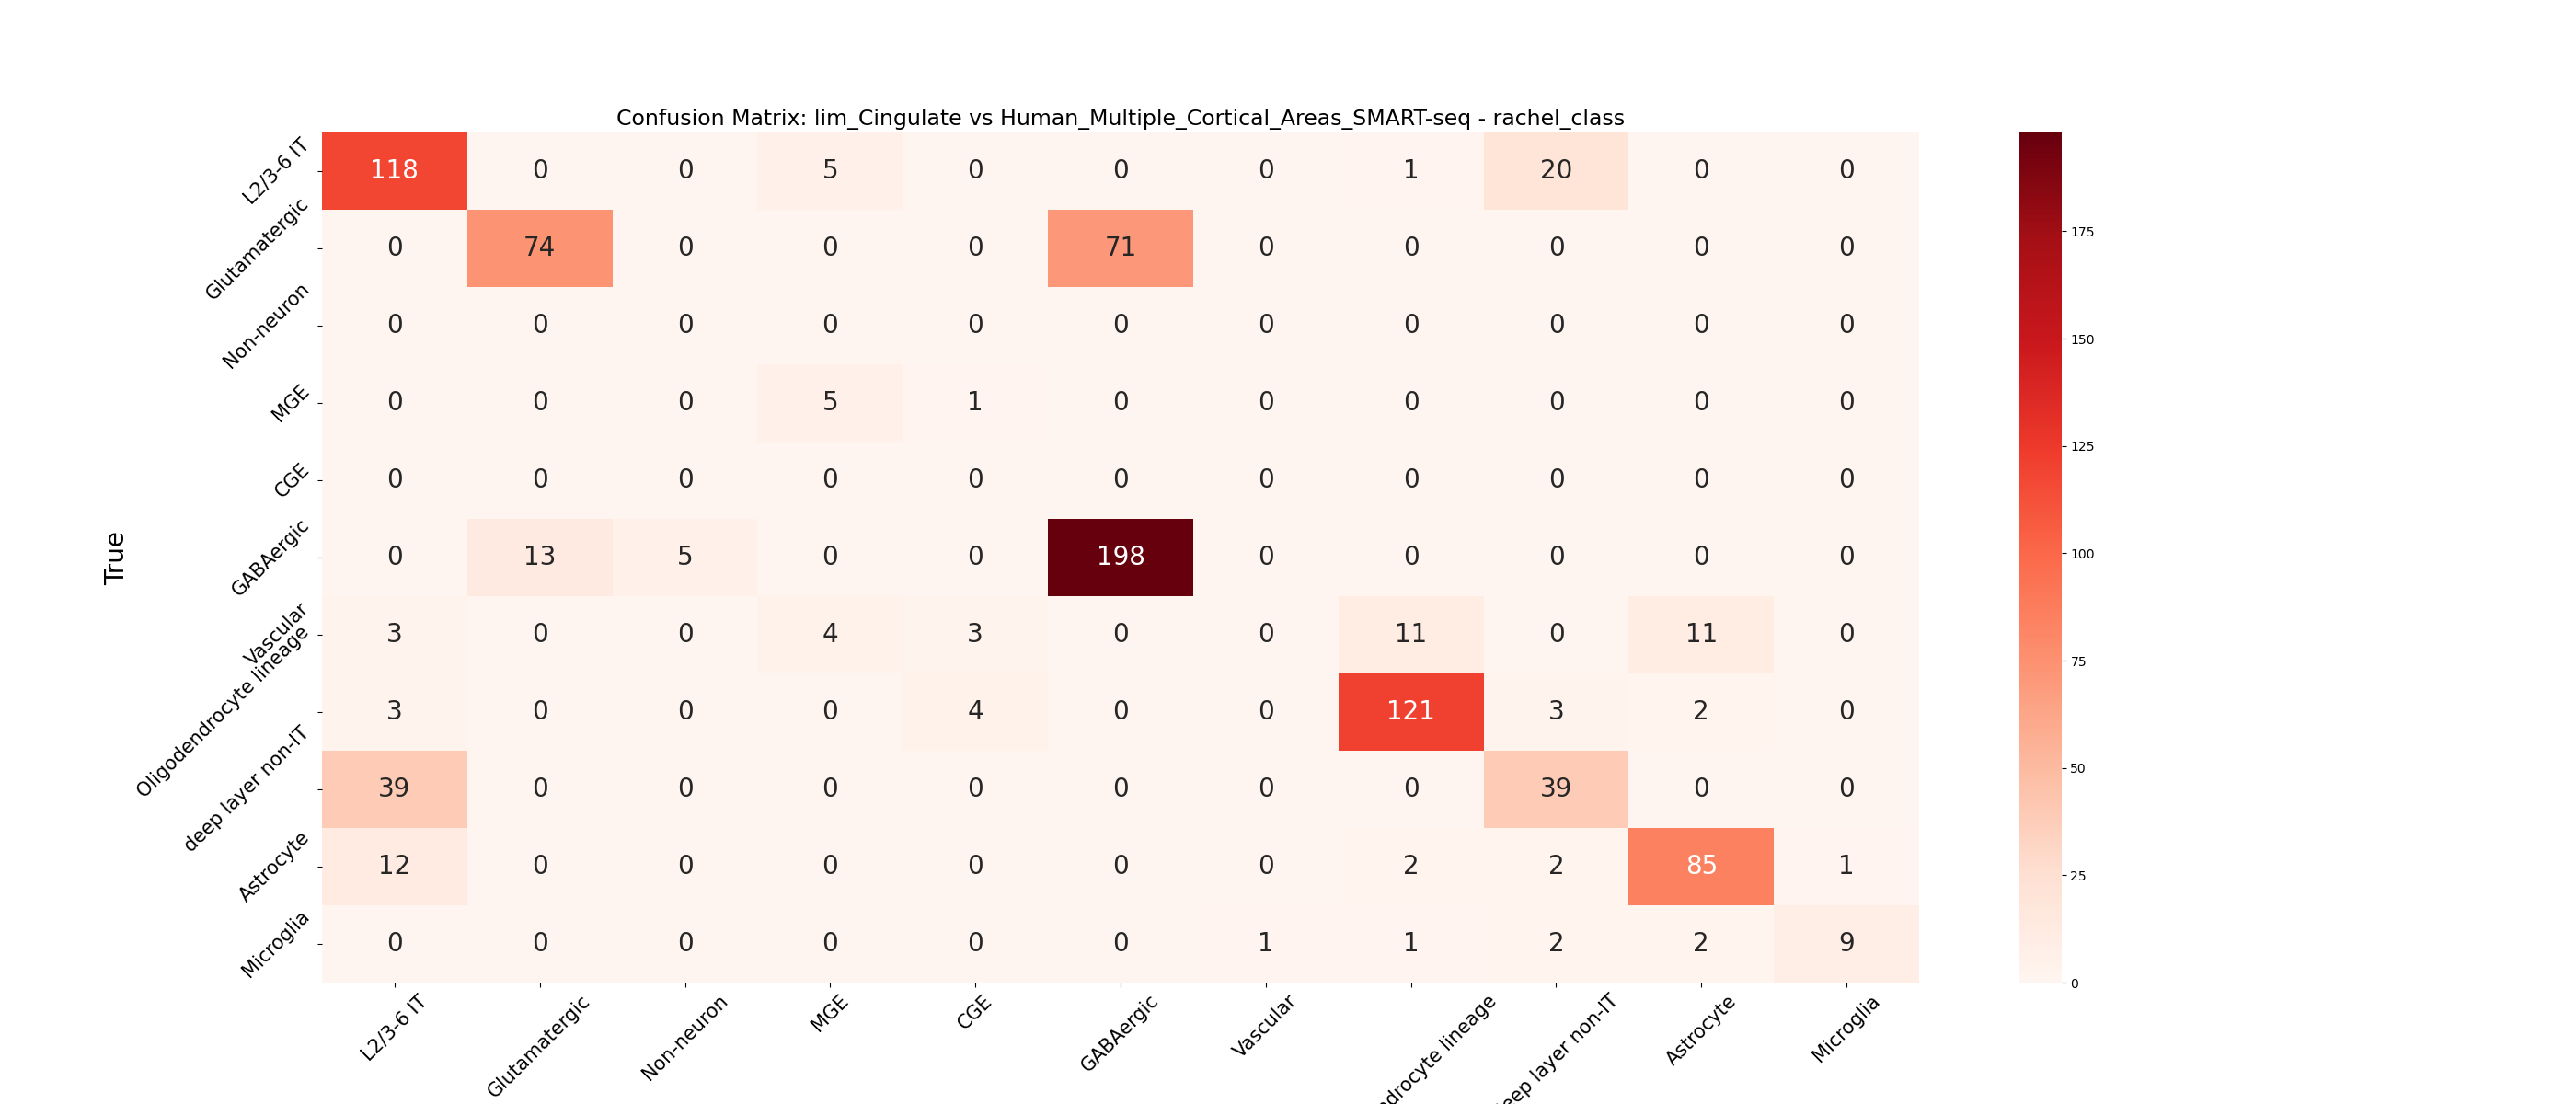 Confusion Matrix: lim_Cingulate vs Human_Multiple_Cortical_Areas_SMART-seq - rachel_class
True
L2/3-6 IT 118 0 0 5 0 0 0 1 20 0 0
Glutamatergic 0 74 0 0 0 71 0 0 0 0 0
Non-neuron 0 0 0 0 0 0 0 0 0 0 0
MGE 0 0 0 5 1 0 0 0 0 0 0
CGE 0 0 0 0 0 0 0 0 0 0 0
GABAergic 0 13 5 0 0 198 0 0 0 0 0
Vascular 3 0 0 4 3 0 0 11 0 11 0
Oligodendrocyte lineage 3 0 0 0 4 0 0 121 3 2 0
deep layer non-IT 39 0 0 0 0 0 0 0 39 0 0
Astrocyte 12 0 0 0 0 0 0 2 2 85 1
Microglia 0 0 0 0 0 0 1 1 2 2 9
L2/3-6 IT Glutamatergic Non-neuron MGE CGE GABAergic Vascular lineage layer non-IT Astrocyte Microglia
175
150
125
100
75
50
25
0